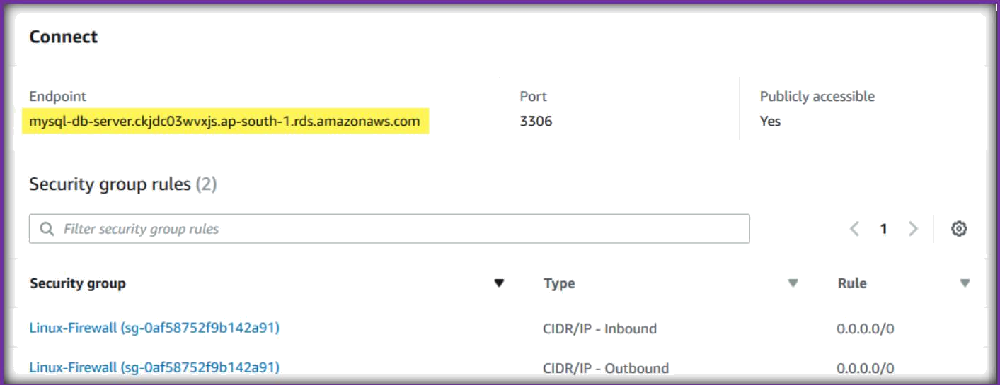 Connect
Endpoint Port Publicly accessible
mysql-db-server.ckjdc03wvxjs.ap-south-1.rds.amazonaws.com 3306 Yes
Security group rules (2)
Filter security group rules 1
Security group Type Rule
Linux-Firewall (sg-0af58752f9b142a91) CIDR/IP - Inbound 0.0.0.0/0
Linux-Firewall (sg-0af58752f9b142a91) CIDR/IP - Outbound 0.0.0.0/0